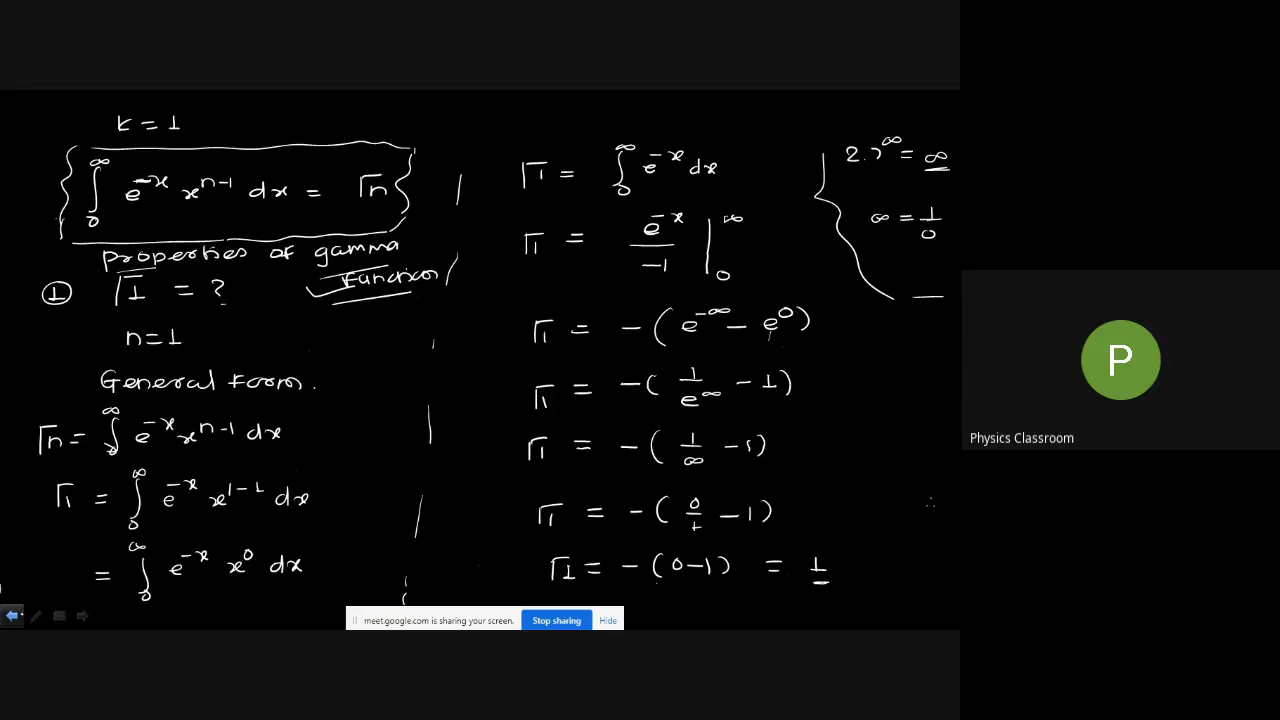 k = 1
∫₀^∞ e^{-x} x^{n-1} dx = Γn
Properties of gamma
Function
① Γ1 = ?
n=1
General Form.
Γn = ∫₀^∞ e^{-x} x^{n-1} dx
Γ1 = ∫₀^∞ e^{-x} x^{1-1} dx
= ∫₀^∞ e^{-x} x^0 dx
Γ1 = ∫₀^∞ e^{-x} dx
Γ1 = e^{-x}/-1 |₀^∞
Γ1 = -(e^{-∞} - e^0)
Γ1 = -(1/e^∞ - 1)
Γ1 = -(1/∞ - 1)
Γ1 = -(0/1 - 1)
Γ1 = -(0-1) = 1
2.7^∞ = ∞
∞ = 1/0
P
Physics Classroom
meet.google.com is sharing your screen.
Stop sharing
Hide